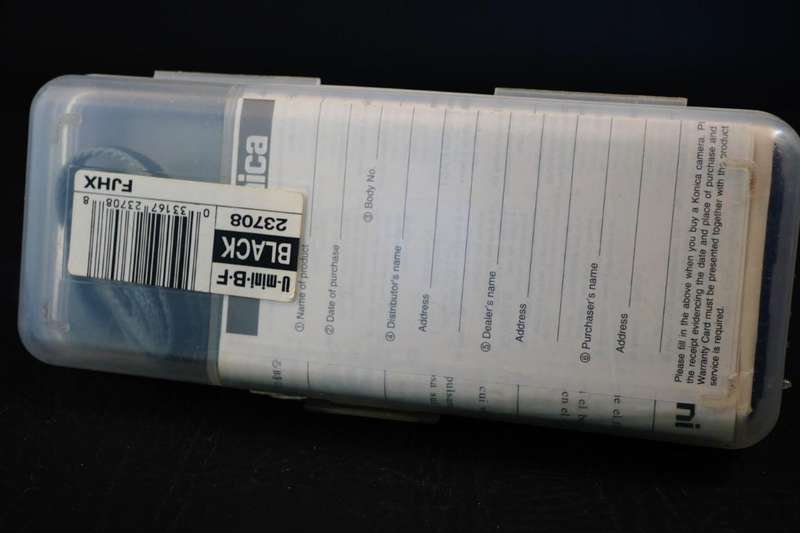 U-mini-B-F
BLACK
23708
0 33167 23708 8
FJHX
nica
① Name of product
② Date of purchase
③ Body No.
④ Distributor's name
Address
⑤ Dealer's name
Address
⑥ Purchaser's name
Address
Please fill in the above when you buy a Konica camera. Pl
the receipt evidencing the date and place of purchase and
Warranty Card must be presented together with the product
service is required.